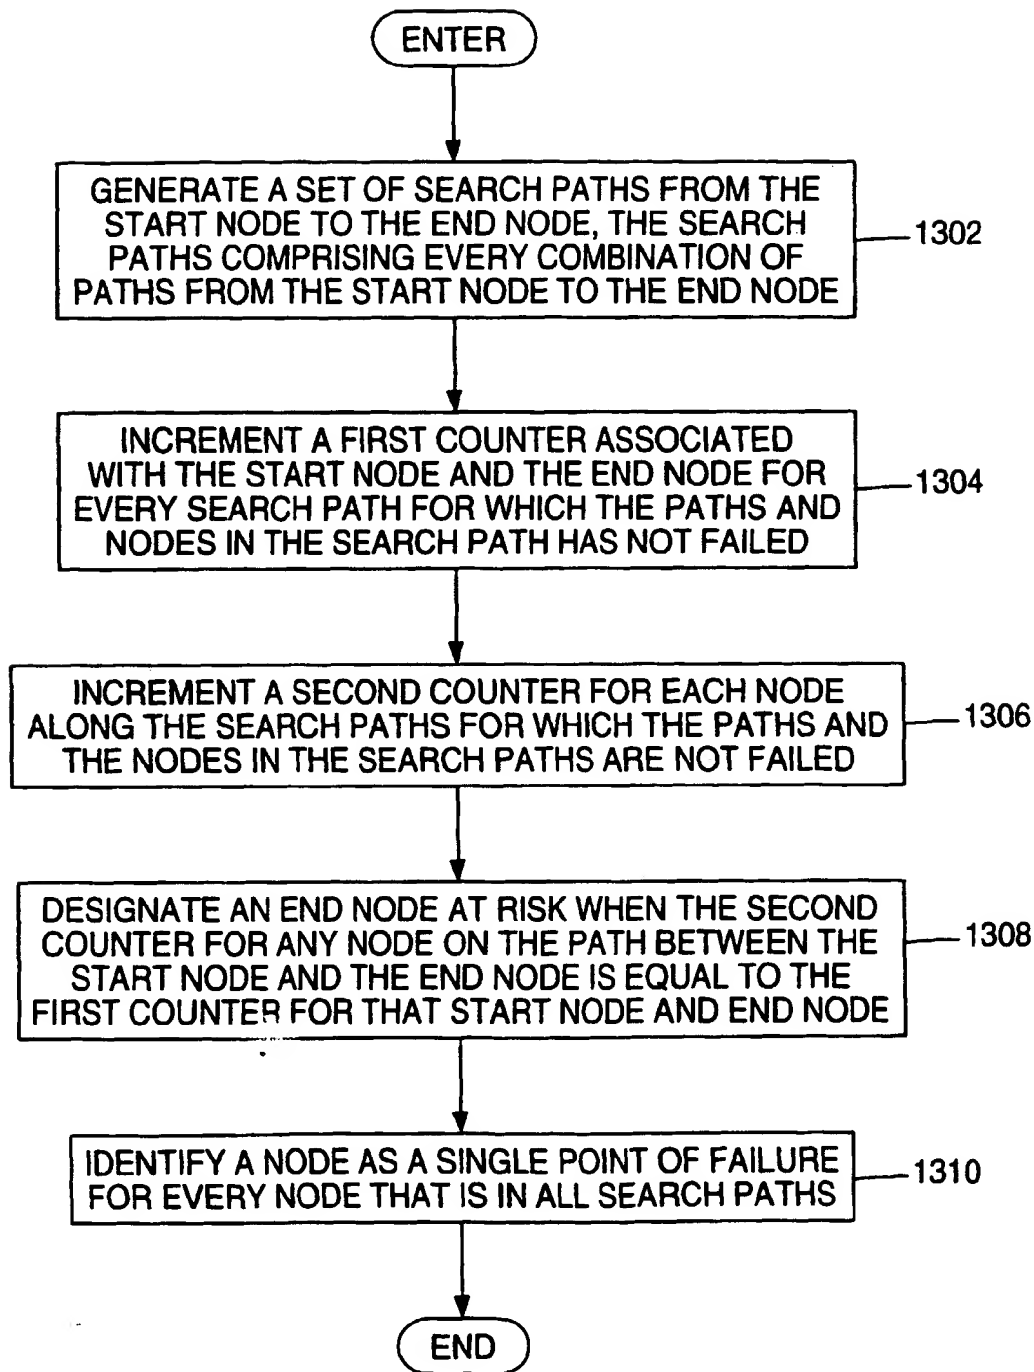 ENTER
GENERATE A SET OF SEARCH PATHS FROM THE
START NODE TO THE END NODE, THE SEARCH
PATHS COMPRISING EVERY COMBINATION OF
PATHS FROM THE START NODE TO THE END NODE
1302
INCREMENT A FIRST COUNTER ASSOCIATED
WITH THE START NODE AND THE END NODE FOR
EVERY SEARCH PATH FOR WHICH THE PATHS AND
NODES IN THE SEARCH PATH HAS NOT FAILED
1304
INCREMENT A SECOND COUNTER FOR EACH NODE
ALONG THE SEARCH PATHS FOR WHICH THE PATHS AND
THE NODES IN THE SEARCH PATHS ARE NOT FAILED
1306
DESIGNATE AN END NODE AT RISK WHEN THE SECOND
COUNTER FOR ANY NODE ON THE PATH BETWEEN THE
START NODE AND THE END NODE IS EQUAL TO THE
FIRST COUNTER FOR THAT START NODE AND END NODE
1308
IDENTIFY A NODE AS A SINGLE POINT OF FAILURE
FOR EVERY NODE THAT IS IN ALL SEARCH PATHS
1310
END